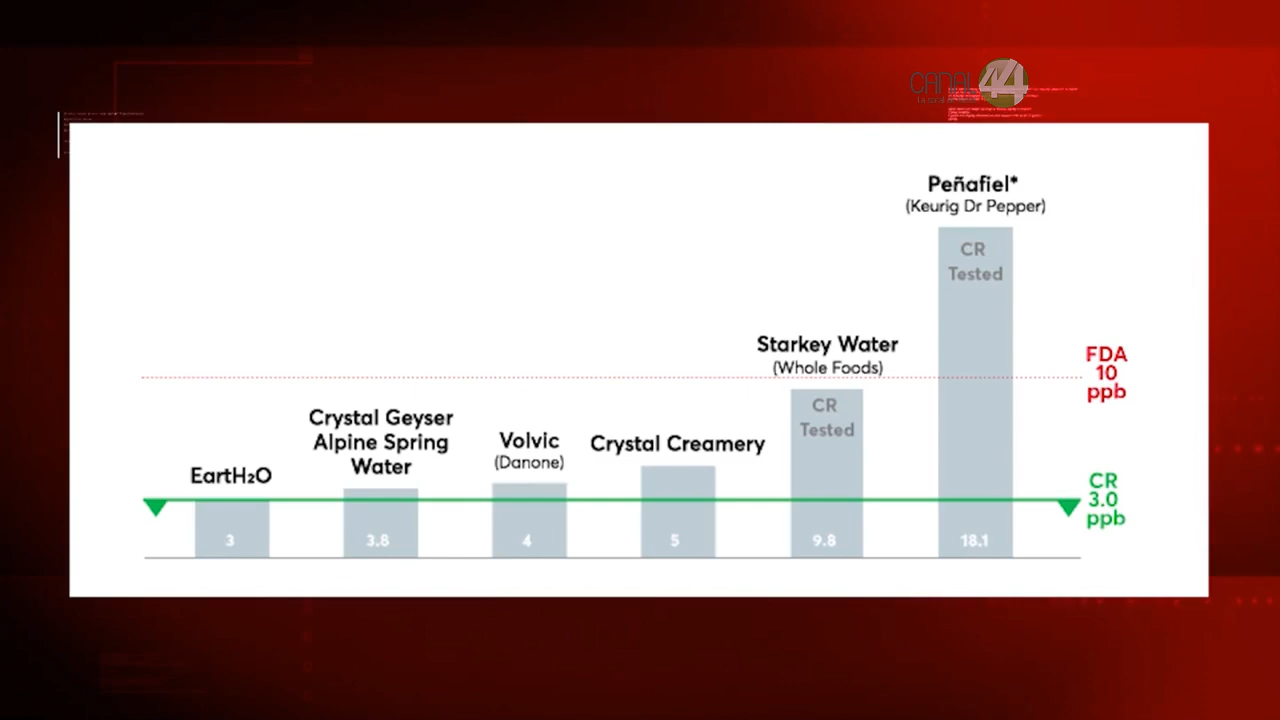 CANAL 44
Peñafiel*
(Keurig Dr Pepper)
CR
Tested
Starkey Water
(Whole Foods)
FDA
10
ppb
CR
Tested
Crystal Geyser
Alpine Spring
Water
Volvic
(Danone)
Crystal Creamery
EartH₂O
CR
3.0
ppb
3
3.8
4
5
9.8
18.1